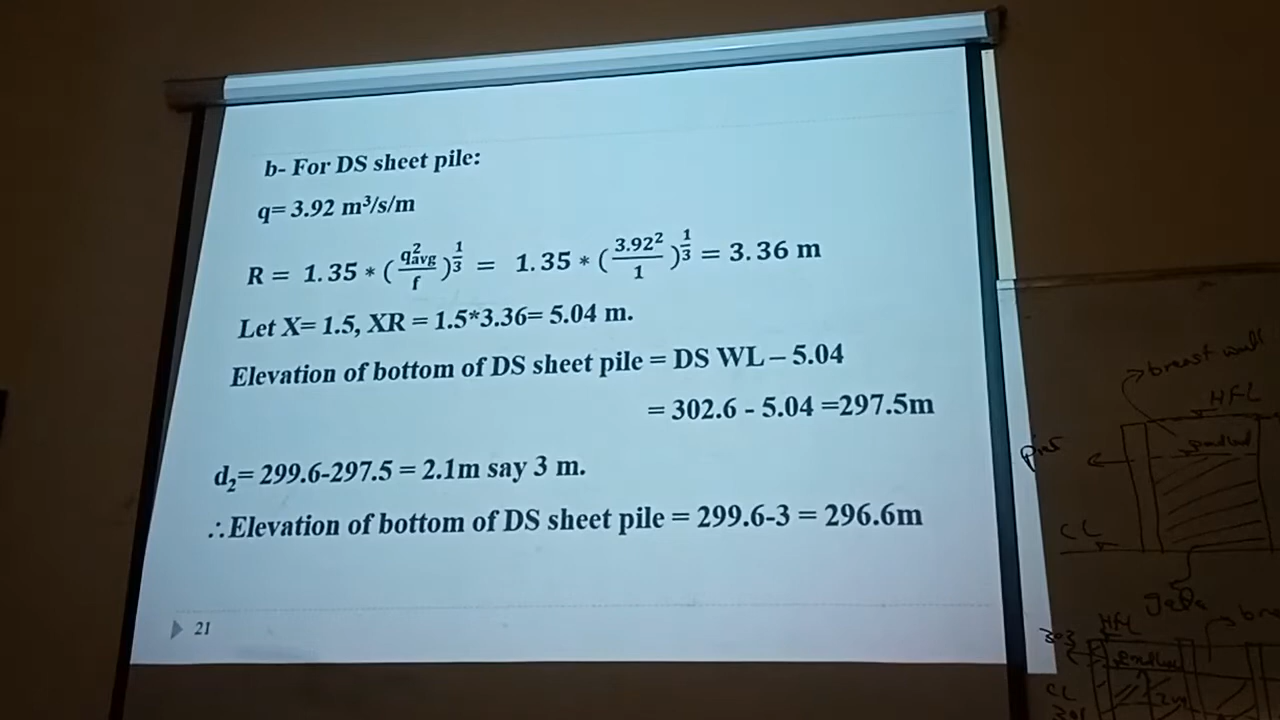 b- For DS sheet pile:
q= 3.92 m³/s/m
R = 1.35 * (q²avg/f)^1/3 = 1.35 * (3.92²/1)^1/3 = 3.36 m
Let X= 1.5, XR = 1.5*3.36= 5.04 m.
Elevation of bottom of DS sheet pile = DS WL – 5.04
= 302.6 - 5.04 =297.5m
d₂= 299.6-297.5 = 2.1m say 3 m.
∴Elevation of bottom of DS sheet pile = 299.6-3 = 296.6m
21
breast wall
HFL
CL
HFL
303
CL